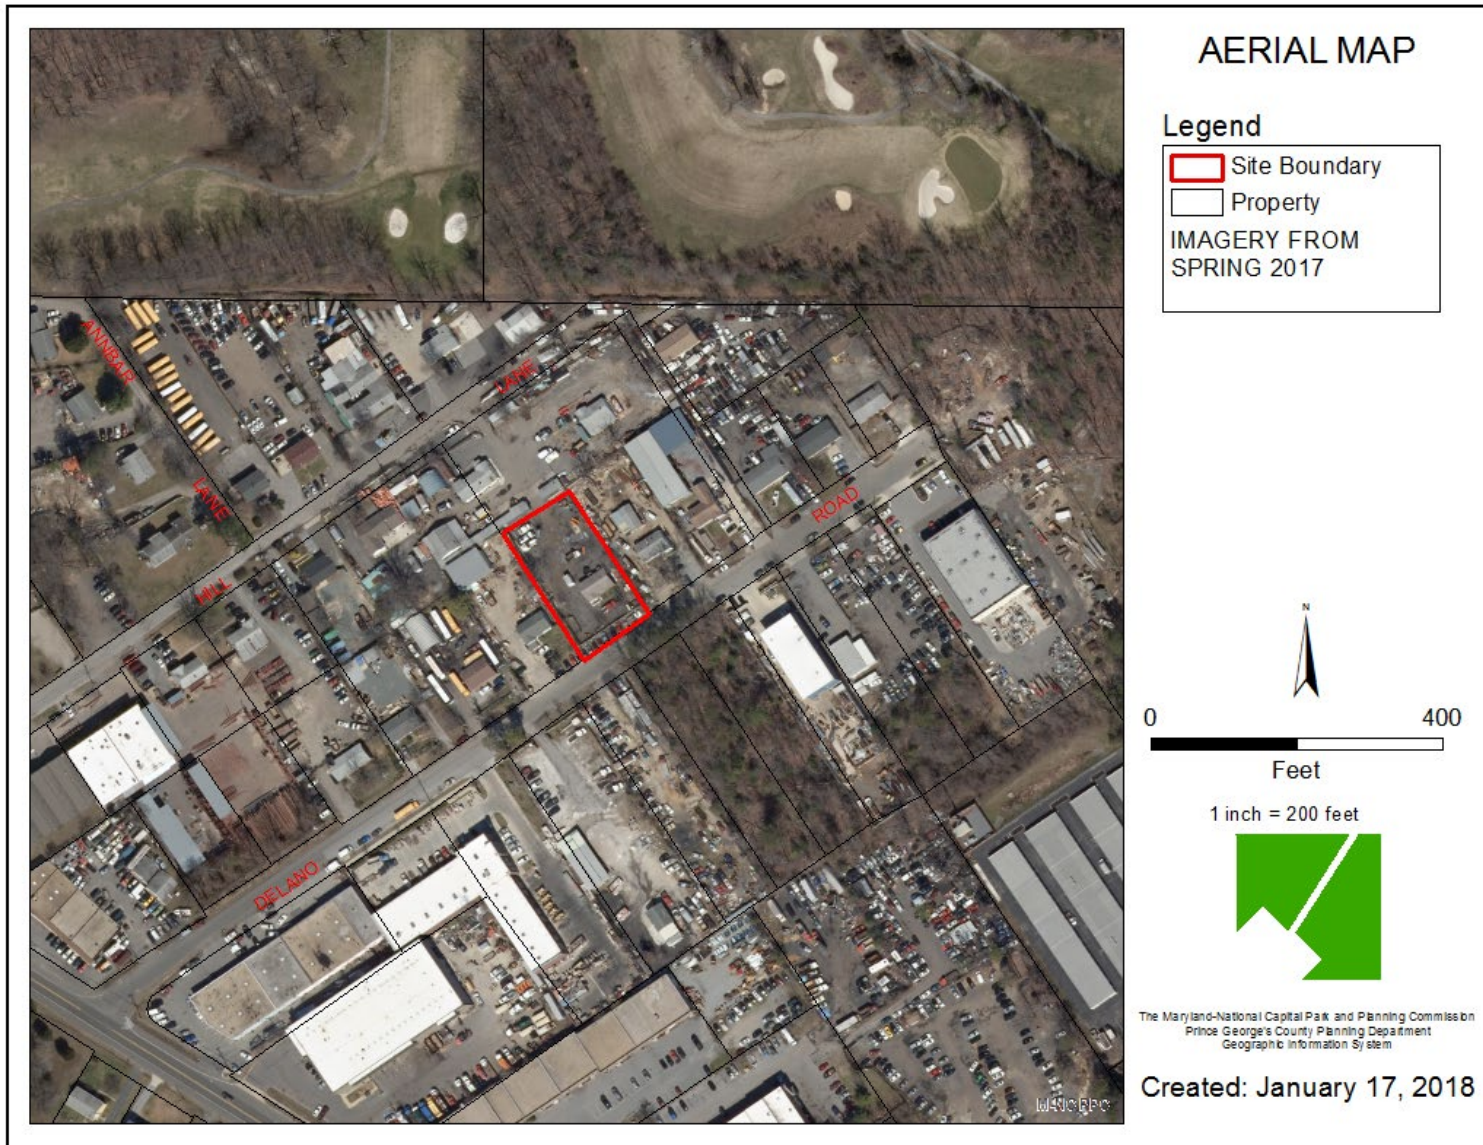 AERIAL MAP
Legend
Site Boundary
Property
IMAGERY FROM
SPRING 2017
ANNBAR
LANE
MILL
LANE
ROAD
DELANO
N
0 400
Feet
1 inch = 200 feet
The Maryland-National Capital Park and Planning Commission
Prince George's County Planning Department
Geographic Information System
Created: January 17, 2018
M-NCPPC